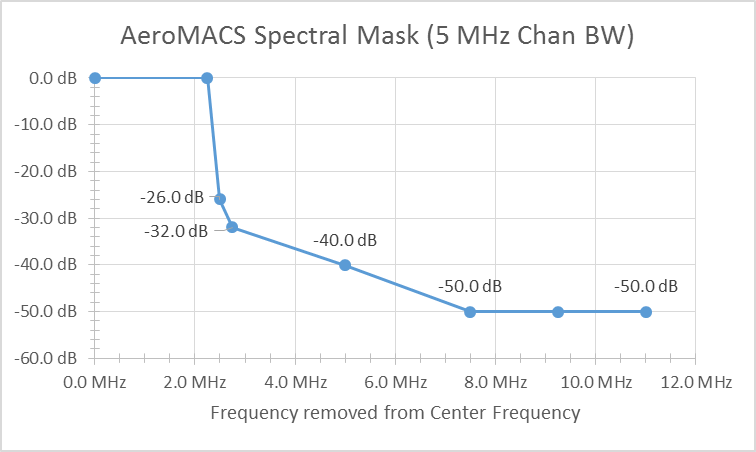 AeroMACS Spectral Mask (5 MHz Chan BW)
0.0 dB
-10.0 dB
-20.0 dB
-30.0 dB
-40.0 dB
-50.0 dB
-60.0 dB
-26.0 dB
-32.0 dB
-40.0 dB
-50.0 dB
-50.0 dB
0.0 MHz
2.0 MHz
4.0 MHz
6.0 MHz
8.0 MHz
10.0 MHz
12.0 MHz
Frequency removed from Center Frequency